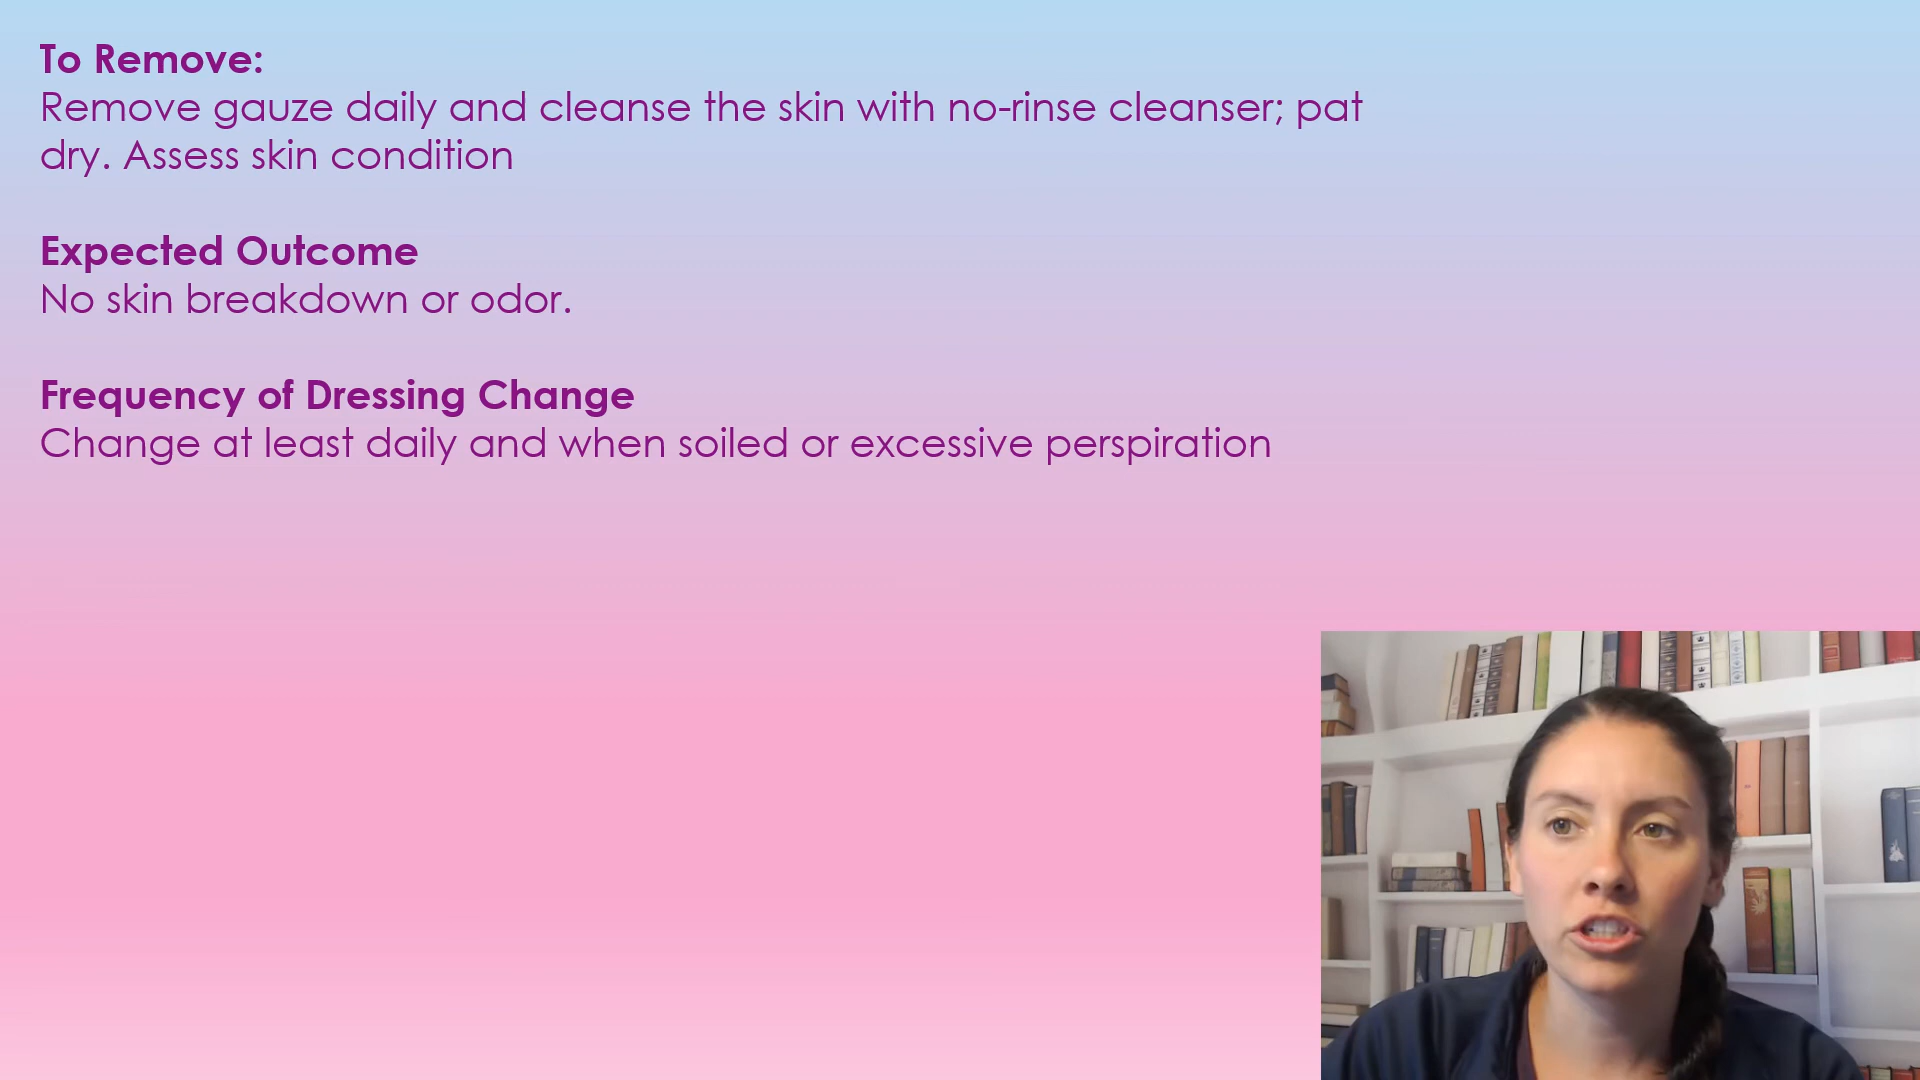 To Remove:
Remove gauze daily and cleanse the skin with no-rinse cleanser; pat
dry. Assess skin condition
Expected Outcome
No skin breakdown or odor.
Frequency of Dressing Change
Change at least daily and when soiled or excessive perspiration